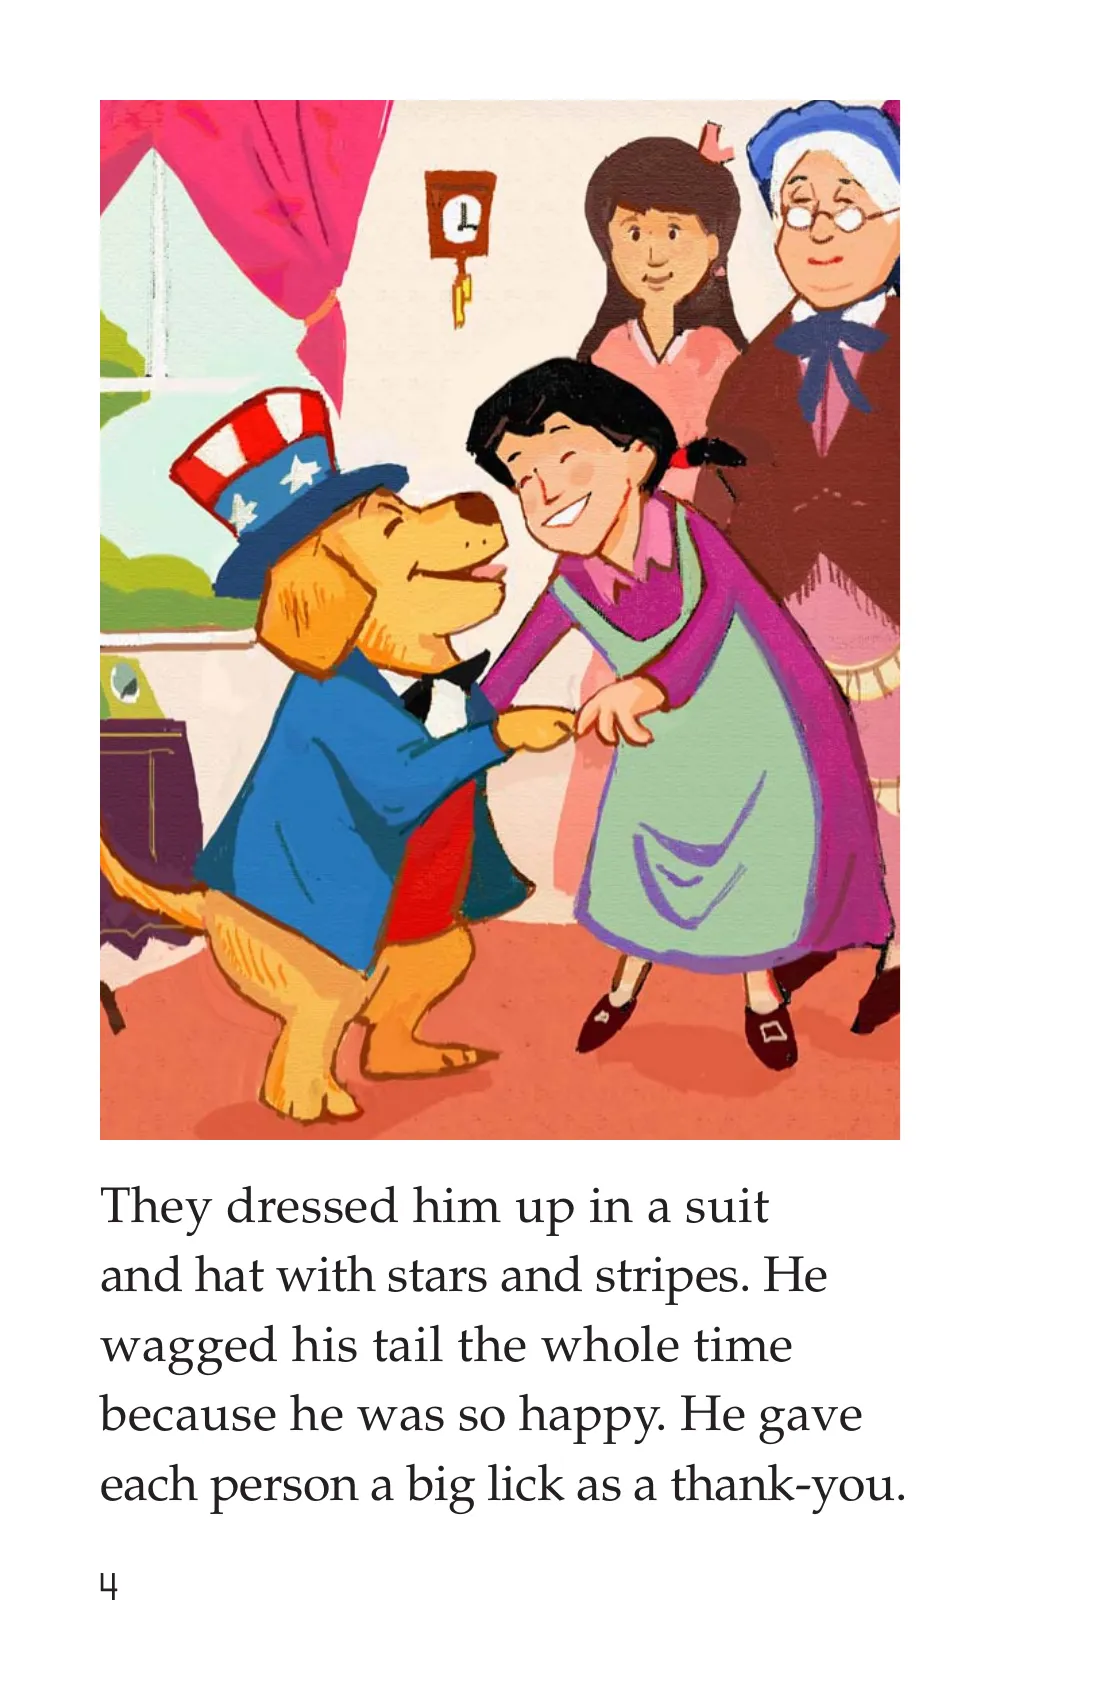 They dressed him up in a suit
and hat with stars and stripes. He
wagged his tail the whole time
because he was so happy. He gave
each person a big lick as a thank-you.
4